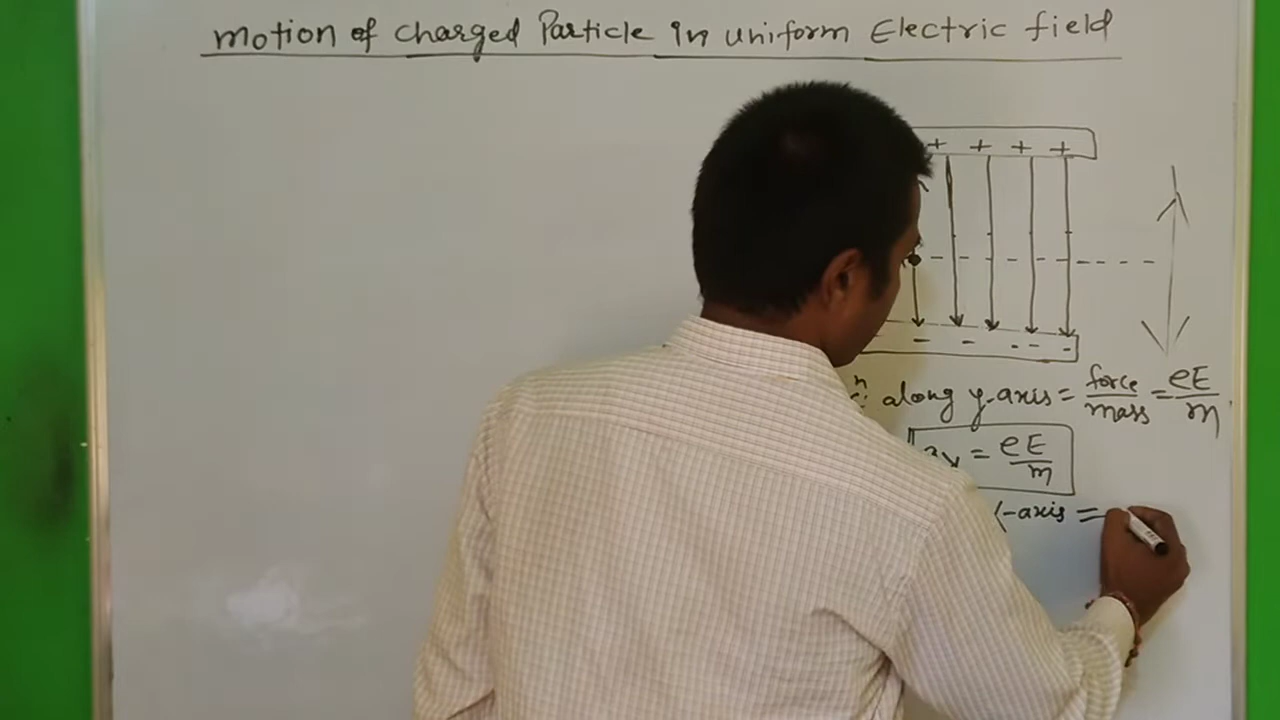 motion of charged Particle in uniform Electric field
+ + + +
- - - - -
along y-axis = force/mass = eE/m
= eE/m
-axis =